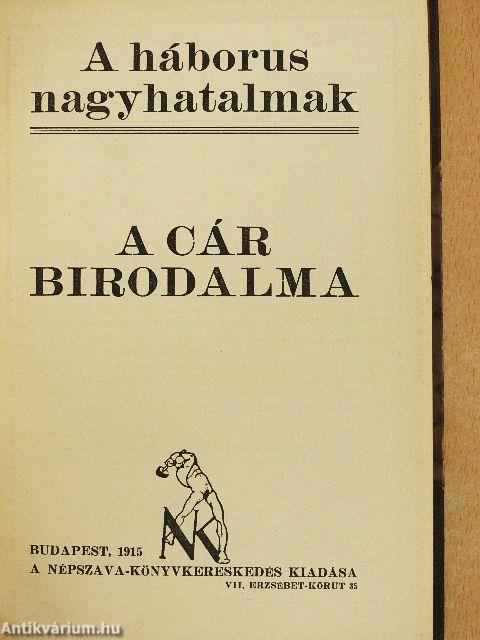 A háborus
nagyhatalmak
A CÁR
BIRODALMA
NK
BUDAPEST, 1915
A NÉPSZAVA-KÖNYVKERESKEDÉS KIADÁSA
VII, ERZSÉBET-KÖRUT 35
Antikvárium.hu